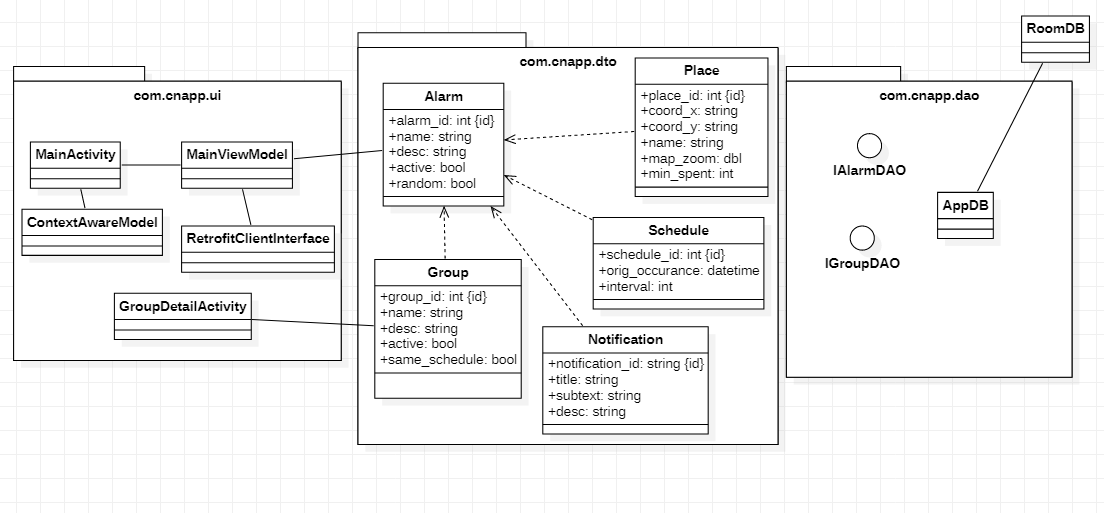 com.cnapp.ui
MainActivity
MainViewModel
ContextAwareModel
RetrofitClientInterface
GroupDetailActivity
com.cnapp.dto
Alarm
+alarm_id: int {id}
+name: string
+desc: string
+active: bool
+random: bool
Place
+place_id: int {id}
+coord_x: string
+coord_y: string
+name: string
+map_zoom: dbl
+min_spent: int
Schedule
+schedule_id: int {id}
+orig_occurance: datetime
+interval: int
Group
+group_id: int {id}
+name: string
+desc: string
+active: bool
+same_schedule: bool
Notification
+notification_id: string {id}
+title: string
+subtext: string
+desc: string
com.cnapp.dao
IAlarmDAO
IGroupDAO
AppDB
RoomDB